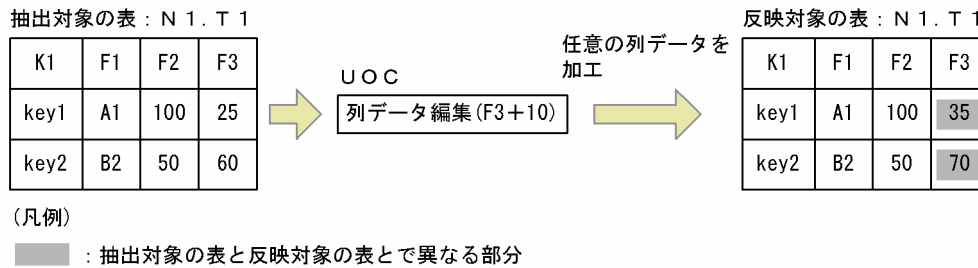 抽出対象の表：Ｎ１.Ｔ１
K1 F1 F2 F3
key1 A1 100 25
key2 B2 50 60
ＵＯＣ
列データ編集(F3＋10)
任意の列データを
加工
反映対象の表：Ｎ１.Ｔ１
K1 F1 F2 F3
key1 A1 100 35
key2 B2 50 70
(凡例)
：抽出対象の表と反映対象の表とで異なる部分